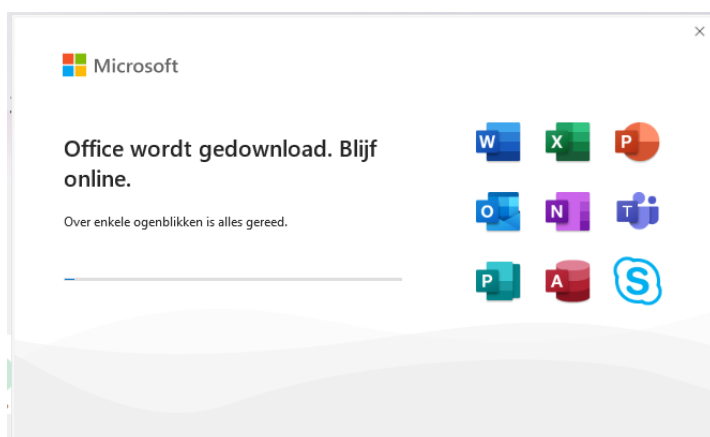 Microsoft
Office wordt gedownload. Blijf
online.
Over enkele ogenblikken is alles gereed.
W X P
O N T
P A S